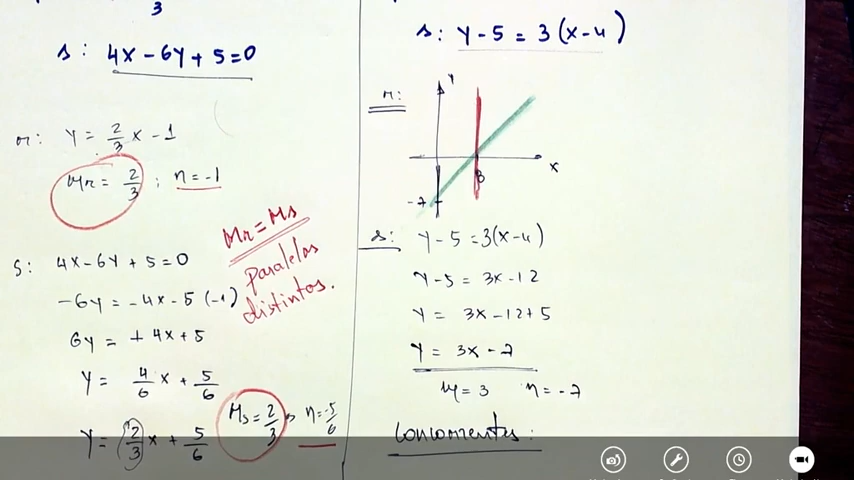 3
s: 4x - 6y + 5 = 0
r: y = 2/3 x - 1
Mr = 2/3 ; n = -1
Mr = Ms
paralelas
distintas.
s: 4x - 6y + 5 = 0
-6y = -4x - 5 (-1)
6y = +4x + 5
y = 4/6 x + 5/6
y = 2/3 x + 5/6
Ms = 2/3 n = 5/6
s: y - 5 = 3(x - 4)
r:
y
x
-7
s: y - 5 = 3(x - 4)
y - 5 = 3x - 12
y = 3x - 12 + 5
y = 3x - 7
m = 3 n = -7
Concorrentes: